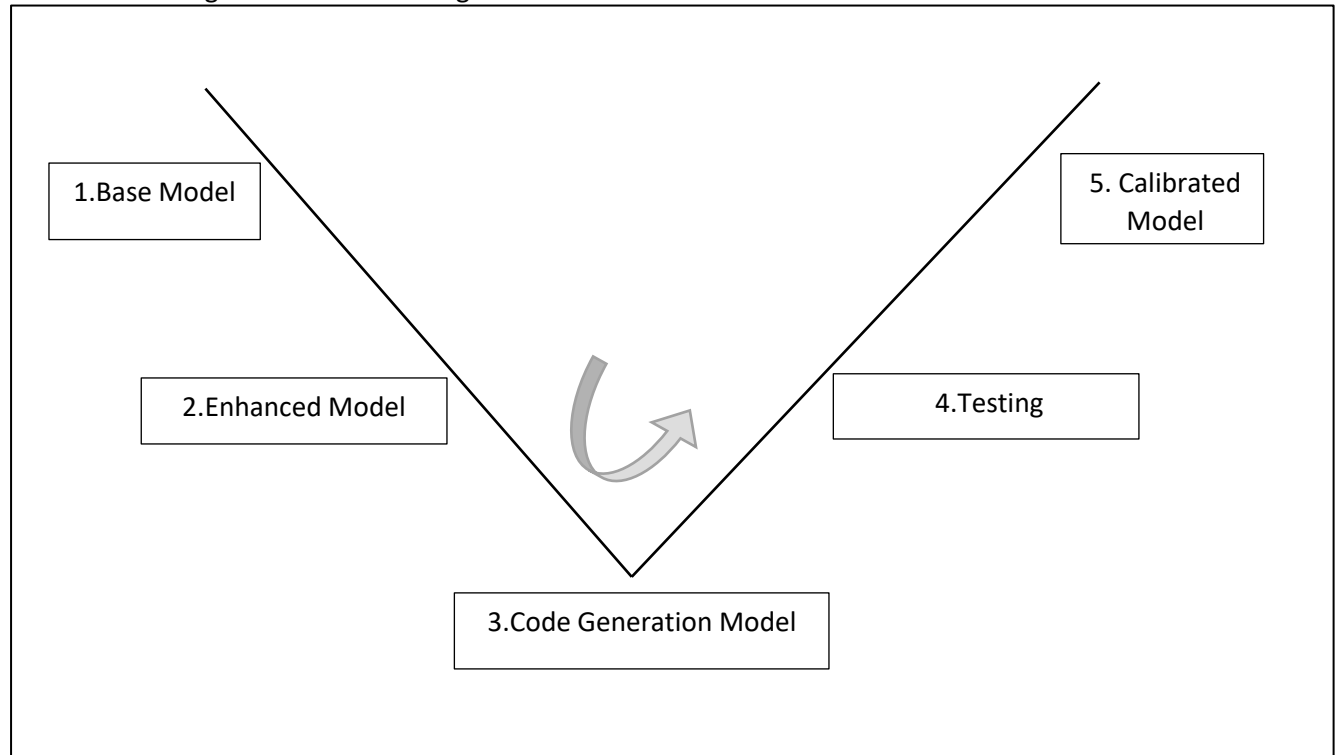 1.Base Model
5. Calibrated
Model
2.Enhanced Model
4.Testing
3.Code Generation Model